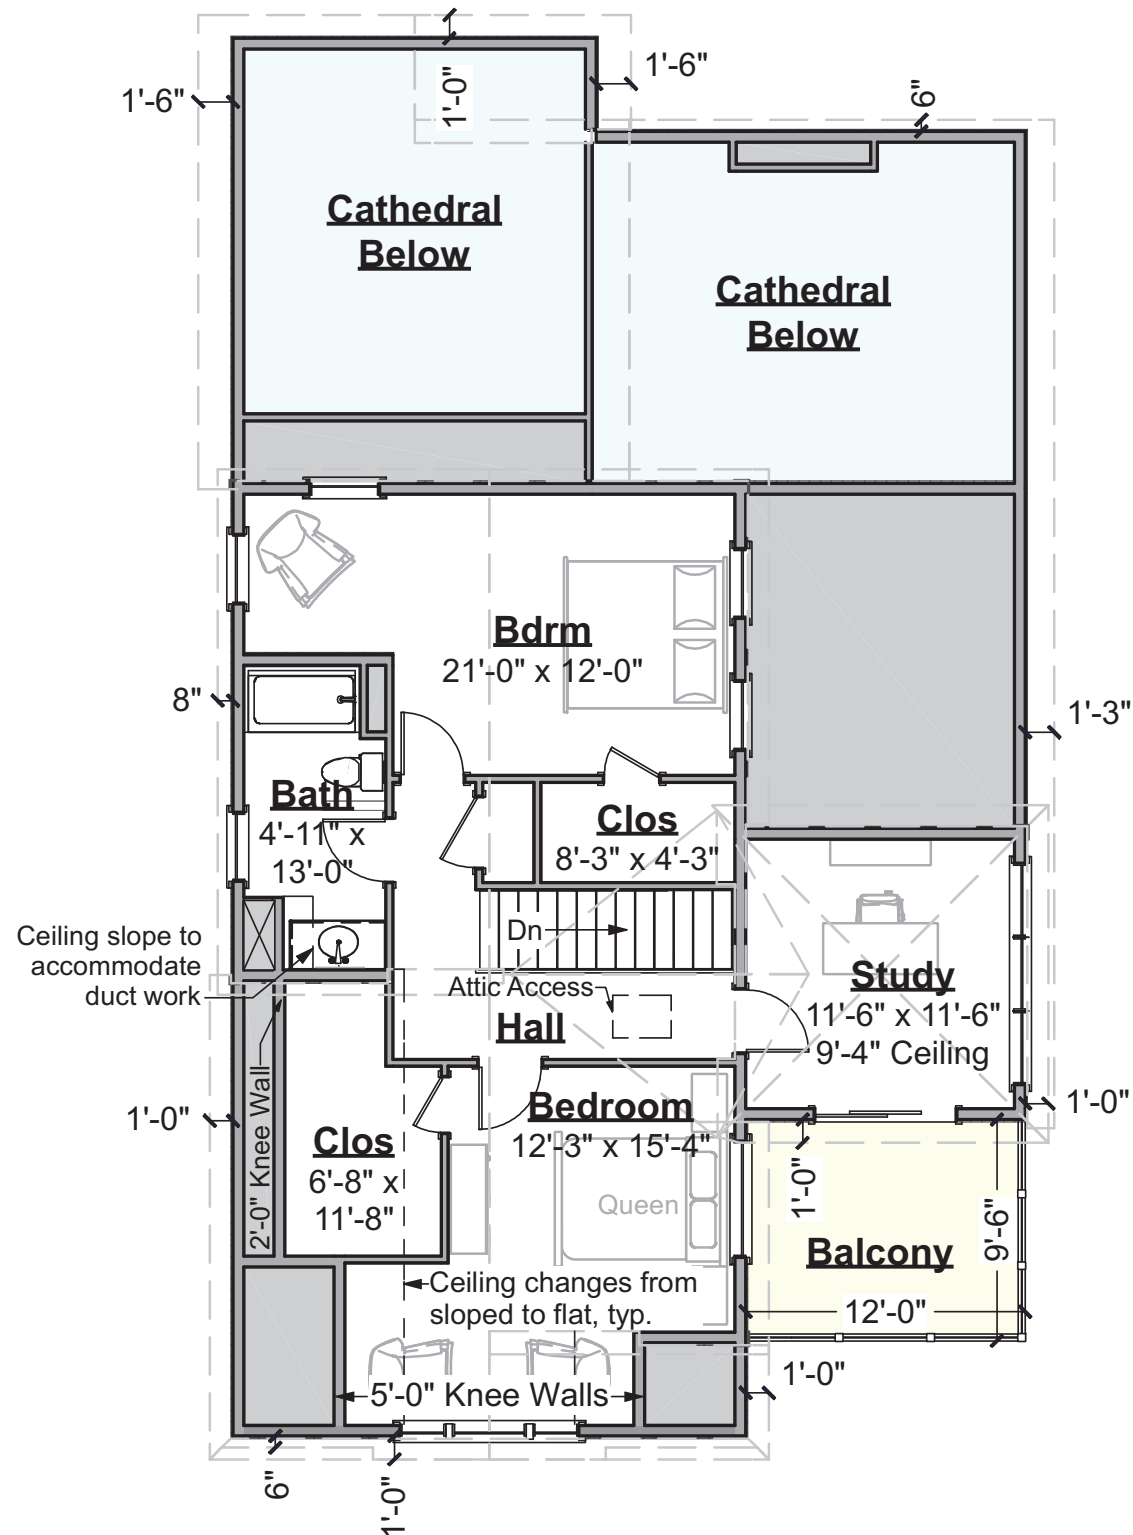 1'-0"
1'-6"
1'-6"
6"
Cathedral
Below
Cathedral
Below
Bdrm
21'-0" x 12'-0"
8"
1'-3"
Bath
4'-11" x
13'-0"
Clos
8'-3" x 4'-3"
Dn
Ceiling slope to
accommodate
duct work
Attic Access
Hall
Study
11'-6" x 11'-6"
9'-4" Ceiling
1'-0"
1'-0"
2'-0" Knee Wall
Bedroom
12'-3" x 15'-4"
Clos
6'-8" x
11'-8"
Queen
1'-0"
9'-6"
Balcony
12'-0"
Ceiling changes from
sloped to flat, typ.
5'-0" Knee Walls
1'-0"
6"
1'-0"